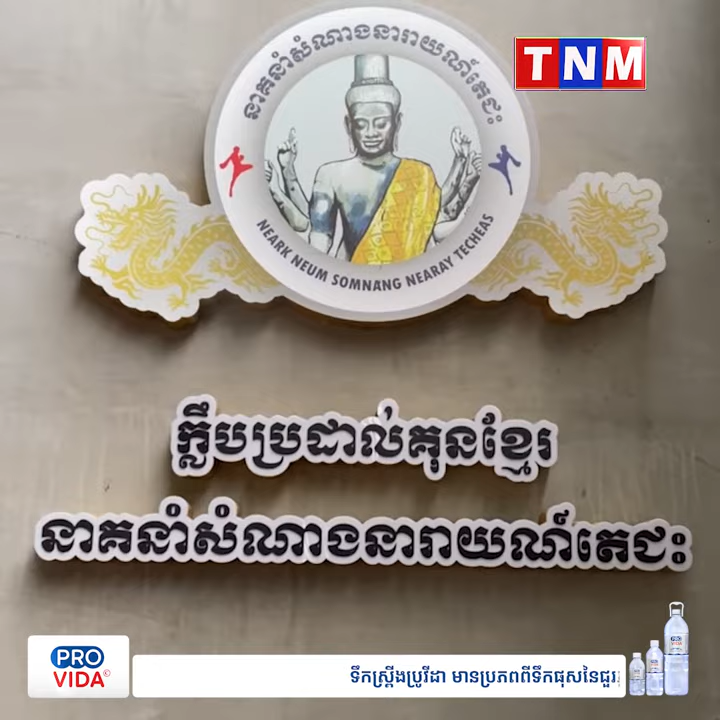 TNM
នាគនាំសំណាងនារាយណ៍តេជះ
NEARK NEUM SOMNANG NEARAY TECHEAS
ក្លឹបប្រដាល់គុនខ្មែរ
នាគនាំសំណាងនារាយណ៍តេជះ
PRO
VIDA
ទឹកស្ទ្រីងប្រូវីដា មានប្រភពពីទឹកផុសនៃជួរ